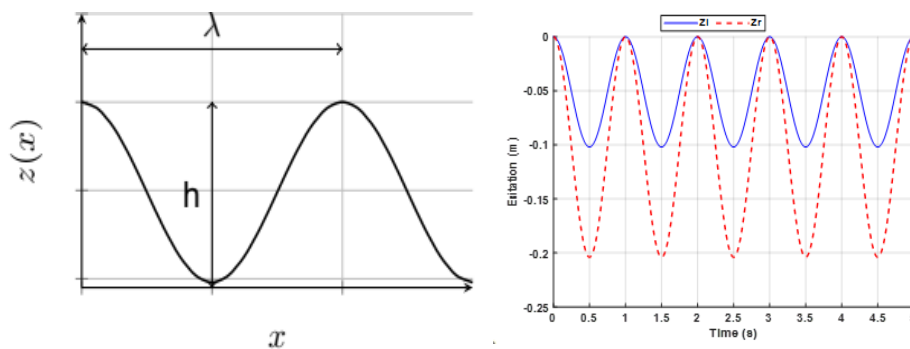 λ
h
z(x)
x
Zl Zr
0
-0.05
-0.1
-0.15
-0.2
-0.25
Exitation (m)
0 0.5 1 1.5 2 2.5 3 3.5 4 4.5
Time (s)